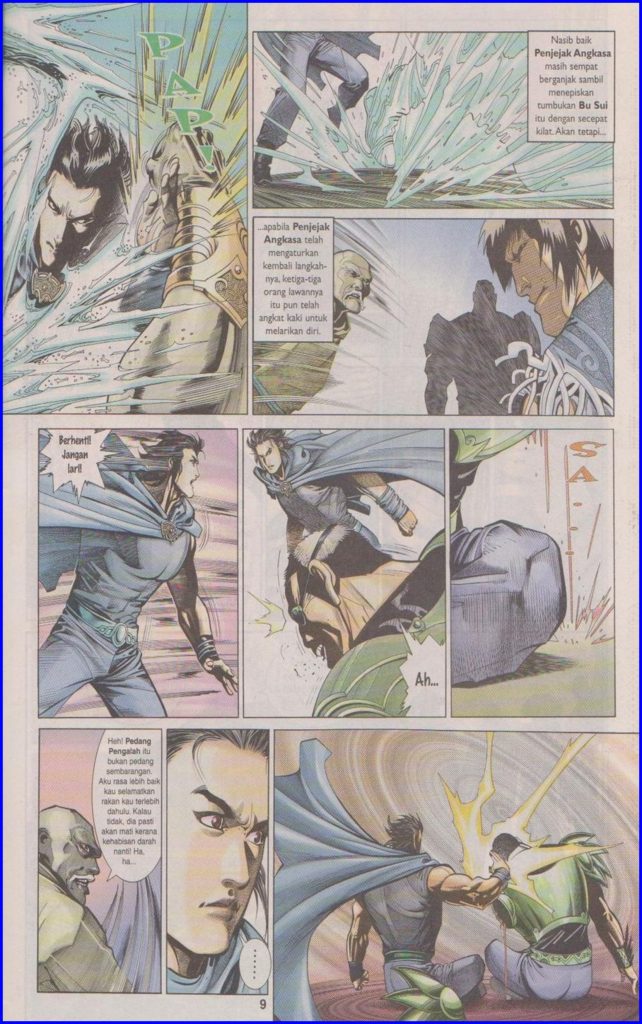 PAP!
Nasib baik
Penjejak Angkasa
masih sempat
berganjak sambil
menepiskan
tumbukan Bu Sui
itu dengan secepat
kilat. Akan tetapi...
...apabila Penjejak
Angkasa telah
mengaturkan
kembali langkah-
nya, ketiga-tiga
orang lawannya
itu pun telah
angkat kaki untuk
melarikan diri.
Berhenti!
Jangan
lari!
Ah...
SA...
Heh! Pedang
Pengalah itu
bukan pedang
sembarangan.
Aku rasa lebih baik
kau selamatkan
rakan kau terlebih
dahulu. Kalau
tidak, dia pasti
akan mati kerana
kehabisan darah
nanti! Ha,
ha...
......
9